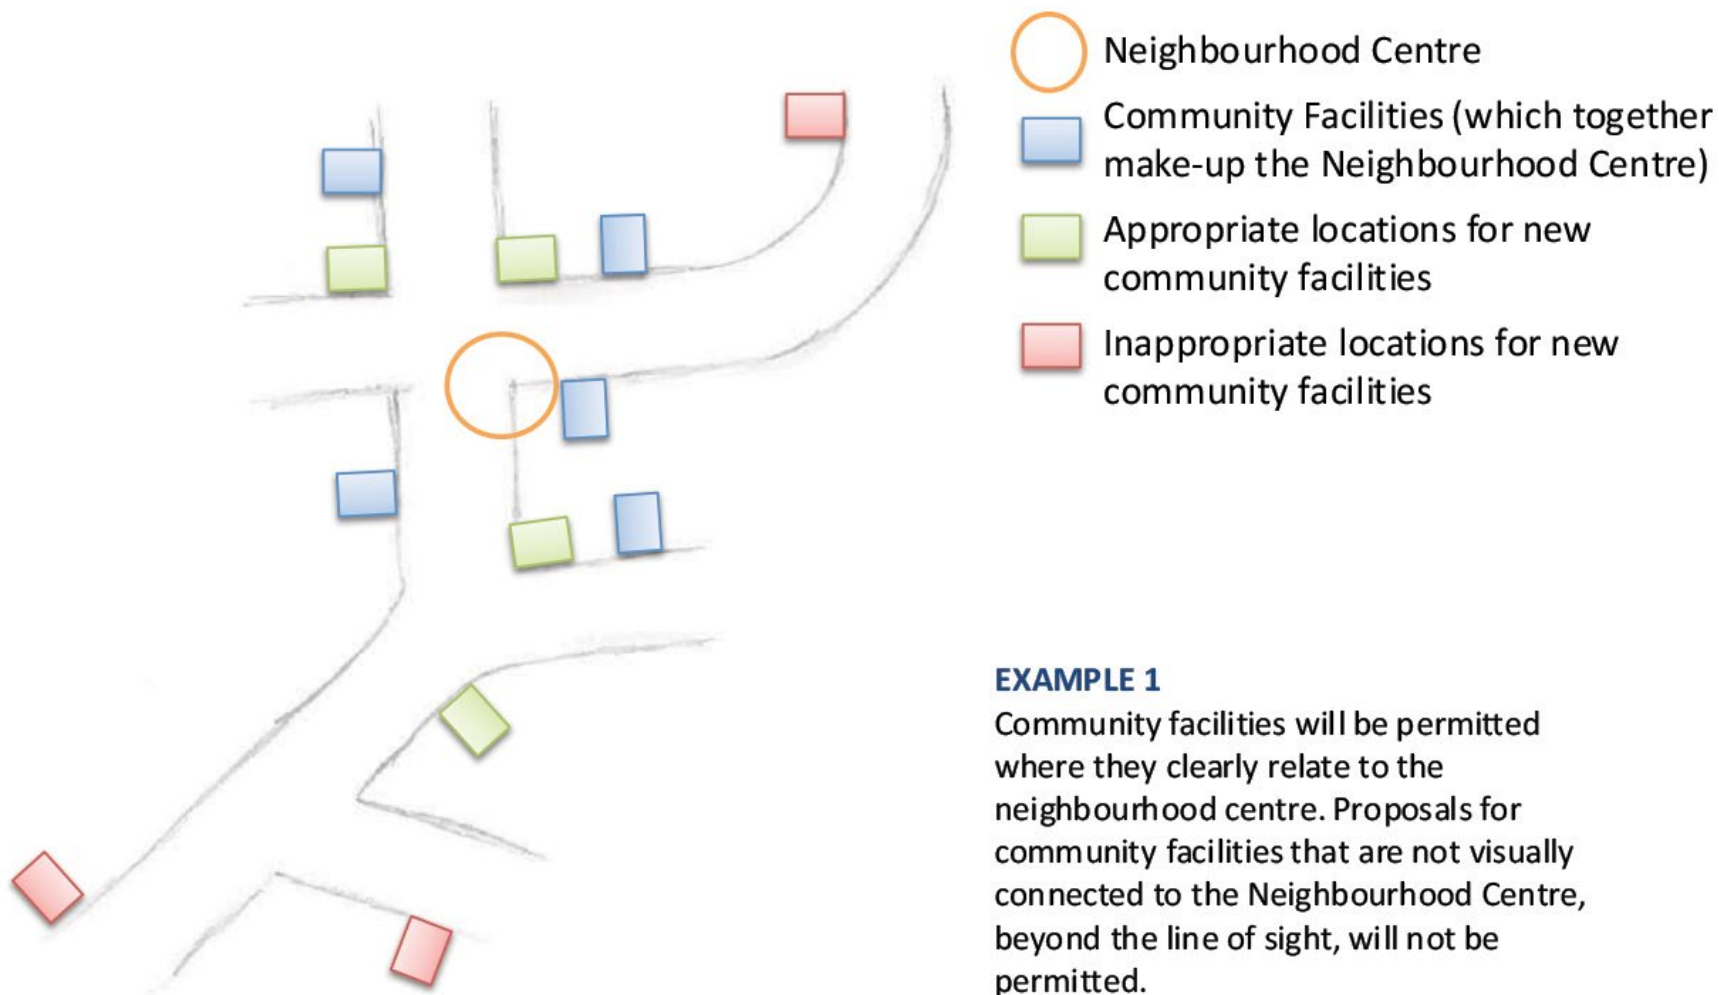 Neighbourhood Centre
Community Facilities (which together
make-up the Neighbourhood Centre)
Appropriate locations for new
community facilities
Inappropriate locations for new
community facilities
EXAMPLE 1
Community facilities will be permitted
where they clearly relate to the
neighbourhood centre. Proposals for
community facilities that are not visually
connected to the Neighbourhood Centre,
beyond the line of sight, will not be
permitted.